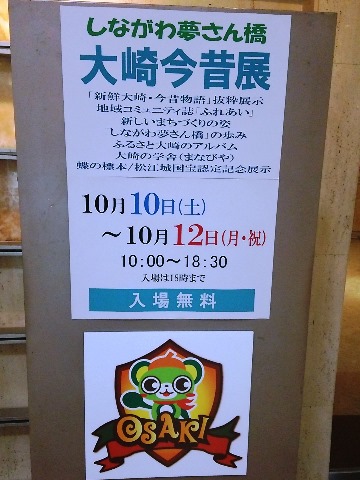 しながわ夢さん橋
大崎今昔展
「新鮮大崎・今昔物語」抜粋展示
地域コミュニティ誌「ふれあい」
新しいまちづくりの姿
しながわ夢さん橋」の歩み
ふるさと大崎のアルバム
大崎の学舎(まなびや)
蝶の標本/松江城国宝認定記念展示
10月10日(土)
～10月12日(月・祝)
10:00～18:30
入場は18時まで
入場無料
OSAKI